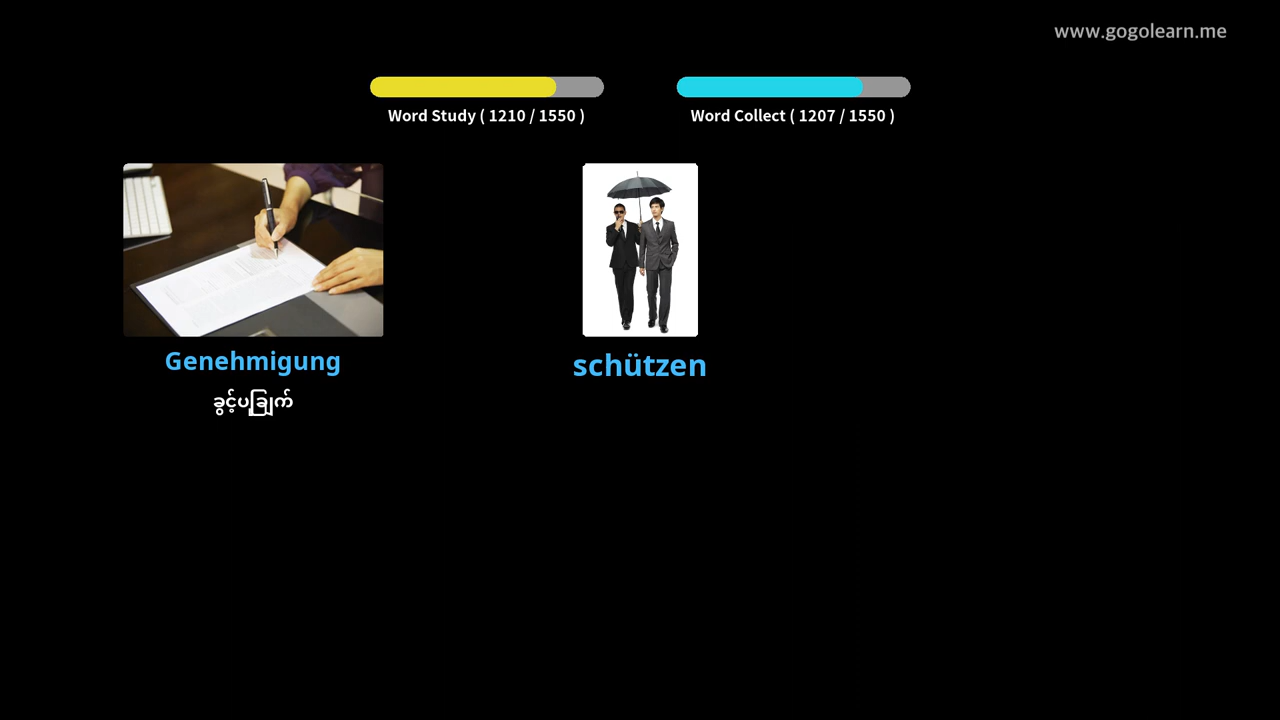 www.gogolearn.me
Word Study ( 1210 / 1550 )
Word Collect ( 1207 / 1550 )
Genehmigung
ခွင့်ပြုချက်
schützen